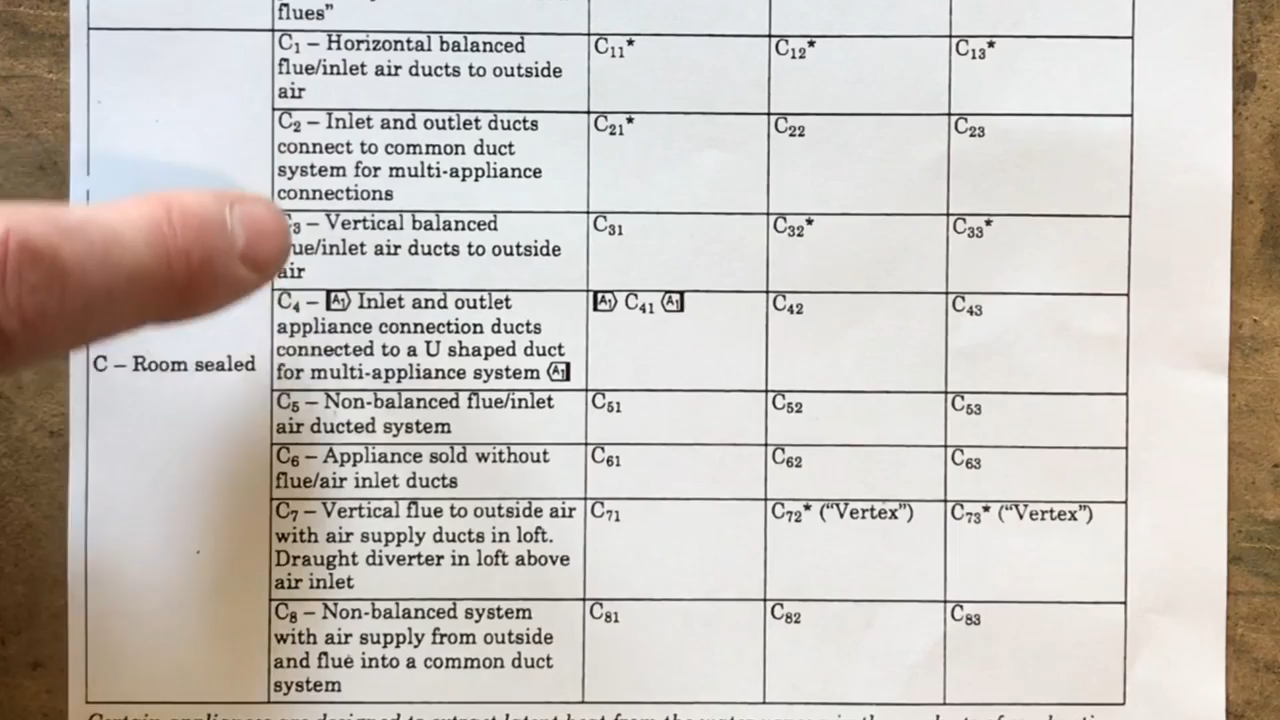 flues”
C₁ – Horizontal balanced
flue/inlet air ducts to outside
air
C₁₁*
C₁₂*
C₁₃*
C₂ – Inlet and outlet ducts
connect to common duct
system for multi-appliance
connections
C₂₁*
C₂₂
C₂₃
₃ – Vertical balanced
ue/inlet air ducts to outside
air
C₃₁
C₃₂*
C₃₃*
C – Room sealed
C₄ – A₁ Inlet and outlet
appliance connection ducts
connected to a U shaped duct
for multi-appliance system A₁
A₁ C₄₁ A₁
C₄₂
C₄₃
C₅ – Non-balanced flue/inlet
air ducted system
C₅₁
C₅₂
C₅₃
C₆ – Appliance sold without
flue/air inlet ducts
C₆₁
C₆₂
C₆₃
C₇ – Vertical flue to outside air
with air supply ducts in loft.
Draught diverter in loft above
air inlet
C₇₁
C₇₂* (“Vertex”)
C₇₃* (“Vertex”)
C₈ – Non-balanced system
with air supply from outside
and flue into a common duct
system
C₈₁
C₈₂
C₈₃